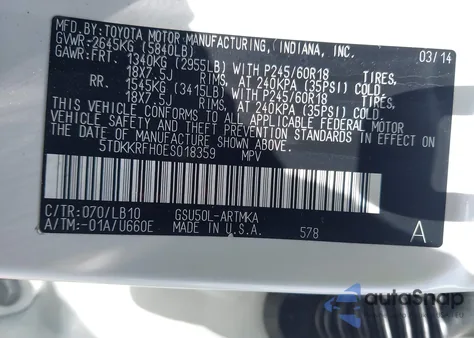 MFD. BY: TOYOTA MOTOR MANUFACTURING, INDIANA, INC. 03/14
GVWR-2645KG (5840LB)
GAWR: FRT. 1340KG (2955LB) WITH P245/60R18 TIRES,
18X7.5J RIMS, AT 240KPA (35PSI) COLD
RR. 1545KG (3415LB) WITH P245/60R18 TIRES,
18X7.5J RIMS, AT 240KPA (35PSI) COLD.
THIS VEHICLE CONFORMS TO ALL APPLICABLE FEDERAL MOTOR
VEHICLE SAFETY AND THEFT PREVENTION STANDARDS IN EFFECT ON
THE DATE OF MANUFACTURE SHOWN ABOVE.
5TDKKRFH0ES018359 MPV
C/TR: 070/LB10 GSU50L-ARTMKA
A/TM: -01A/U660E MADE IN U.S.A. 578 A
autoSnap